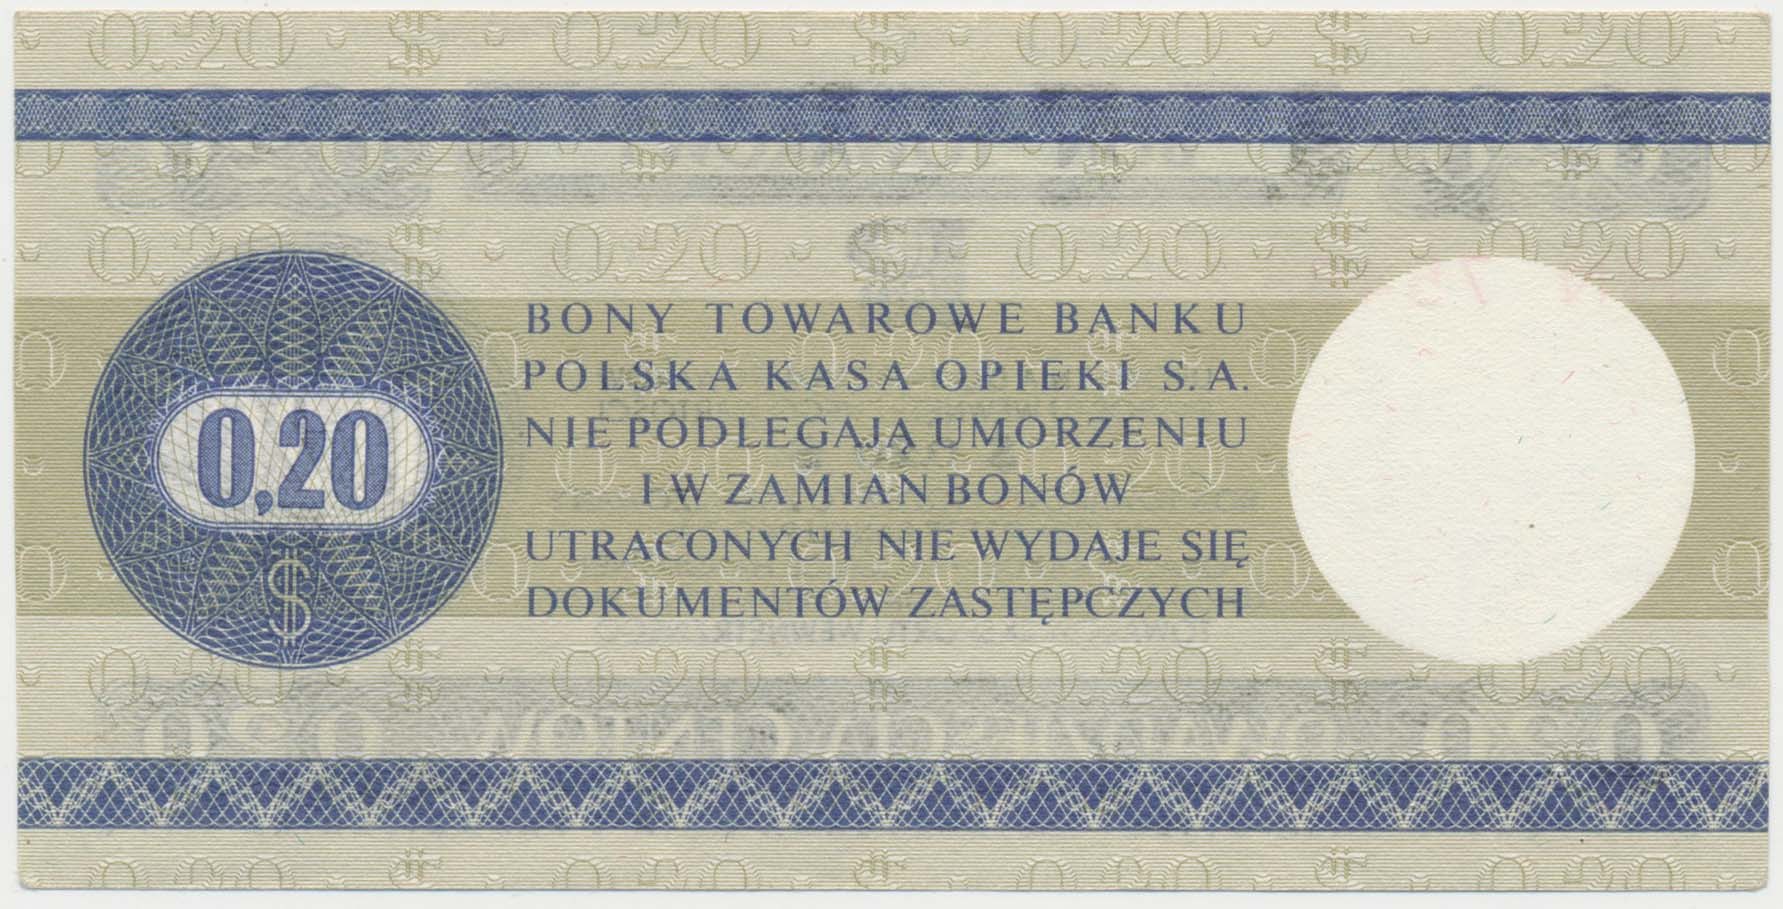 BONY TOWAROWE BANKU
POLSKA KASA OPIEKI S.A.
NIE PODLEGAJĄ UMORZENIU
I W ZAMIAN BONÓW
UTRACONYCH NIE WYDAJE SIĘ
DOKUMENTÓW ZASTĘPCZYCH
0,20
$